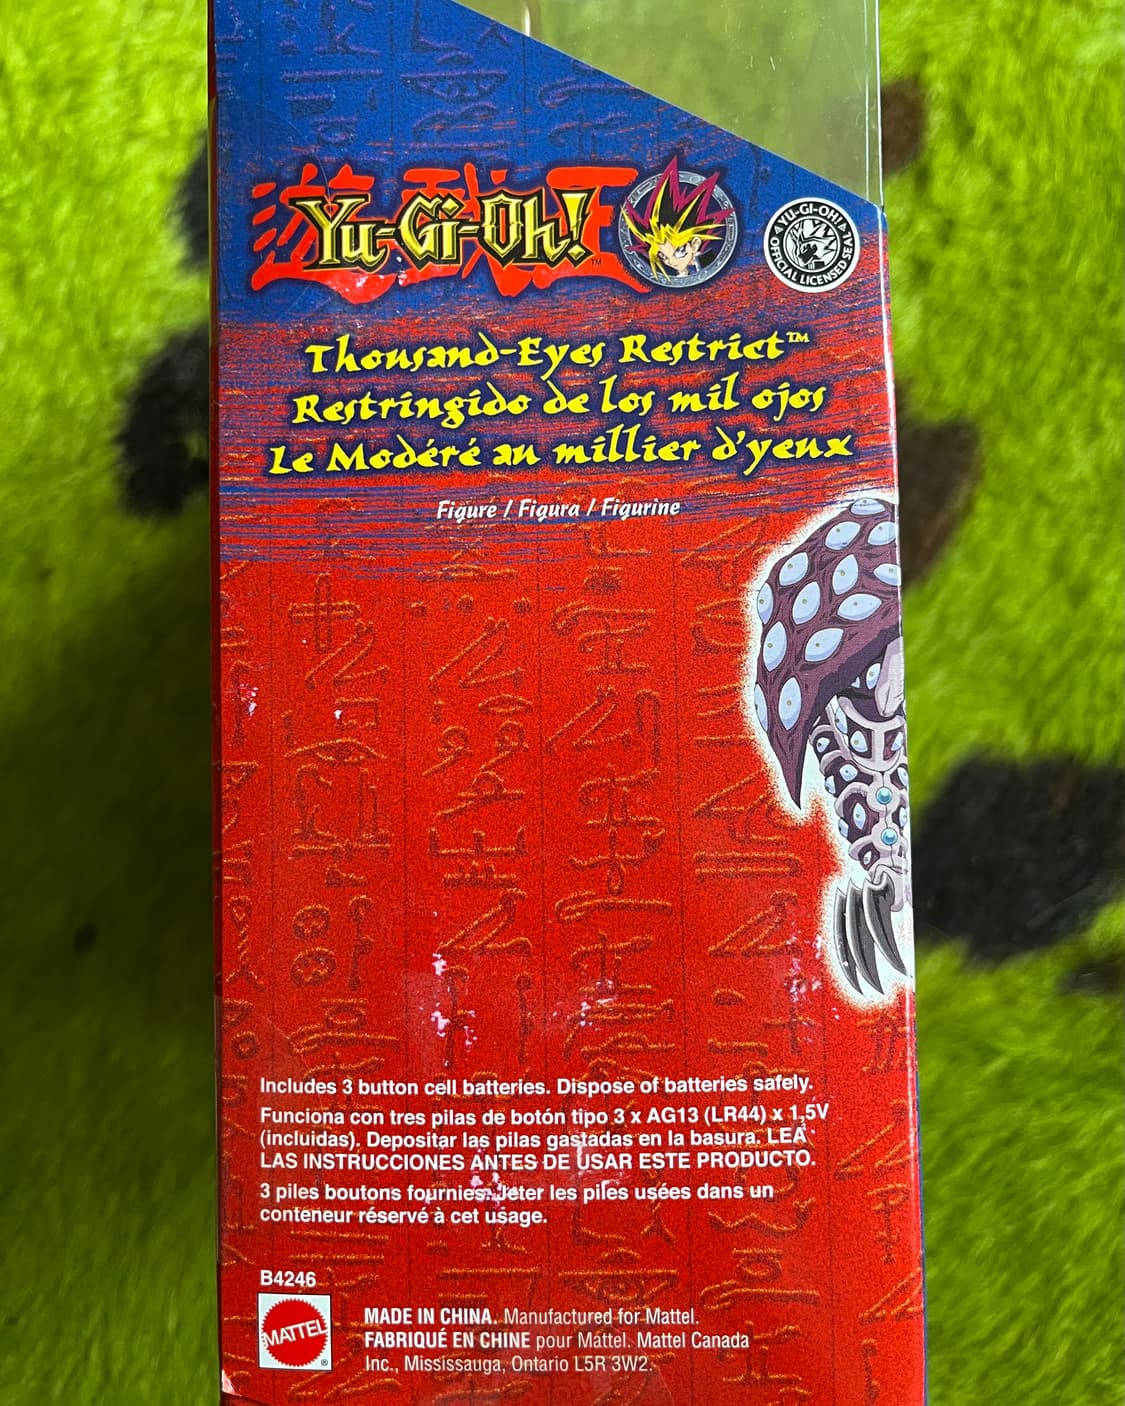 遊戯王
Yu-Gi-Oh!™
YU-GI-OH!
OFFICIAL LICENSED SEAL
Thousand-Eyes Restrict™
Restringido de los mil ojos
Le Modéré au millier d'yeux
Figure / Figura / Figurine
Includes 3 button cell batteries. Dispose of batteries safely.
Funciona con tres pilas de botón tipo 3 x AG13 (LR44) x 1,5V
(incluidas). Depositar las pilas gastadas en la basura. LEA
LAS INSTRUCCIONES ANTES DE USAR ESTE PRODUCTO.
3 piles boutons fournies. Jeter les piles usées dans un
conteneur réservé à cet usage.
B4246
MATTEL®
MADE IN CHINA. Manufactured for Mattel.
FABRIQUÉ EN CHINE pour Mattel. Mattel Canada
Inc., Mississauga, Ontario L5R 3W2.